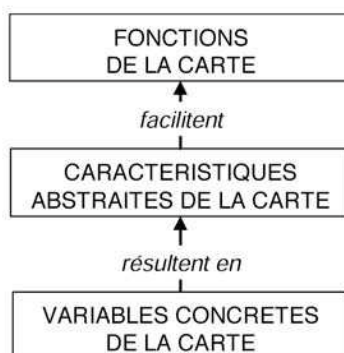 FONCTIONS
DE LA CARTE
facilitent
CARACTERISTIQUES
ABSTRAITES DE LA CARTE
résultent en
VARIABLES CONCRETES
DE LA CARTE